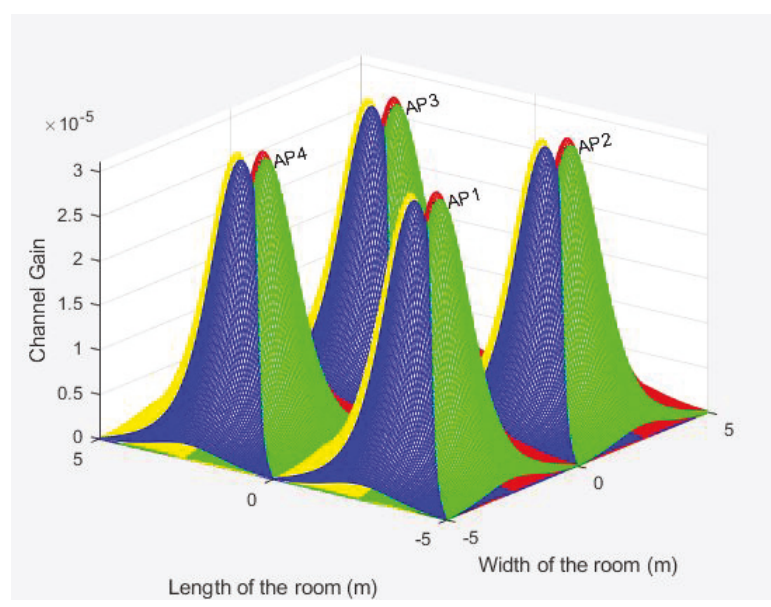 ×10⁻⁵
3
2.5
2
1.5
1
0.5
0
Channel Gain
AP3
AP4
AP2
AP1
5
0
-5
Length of the room (m)
-5
0
5
Width of the room (m)